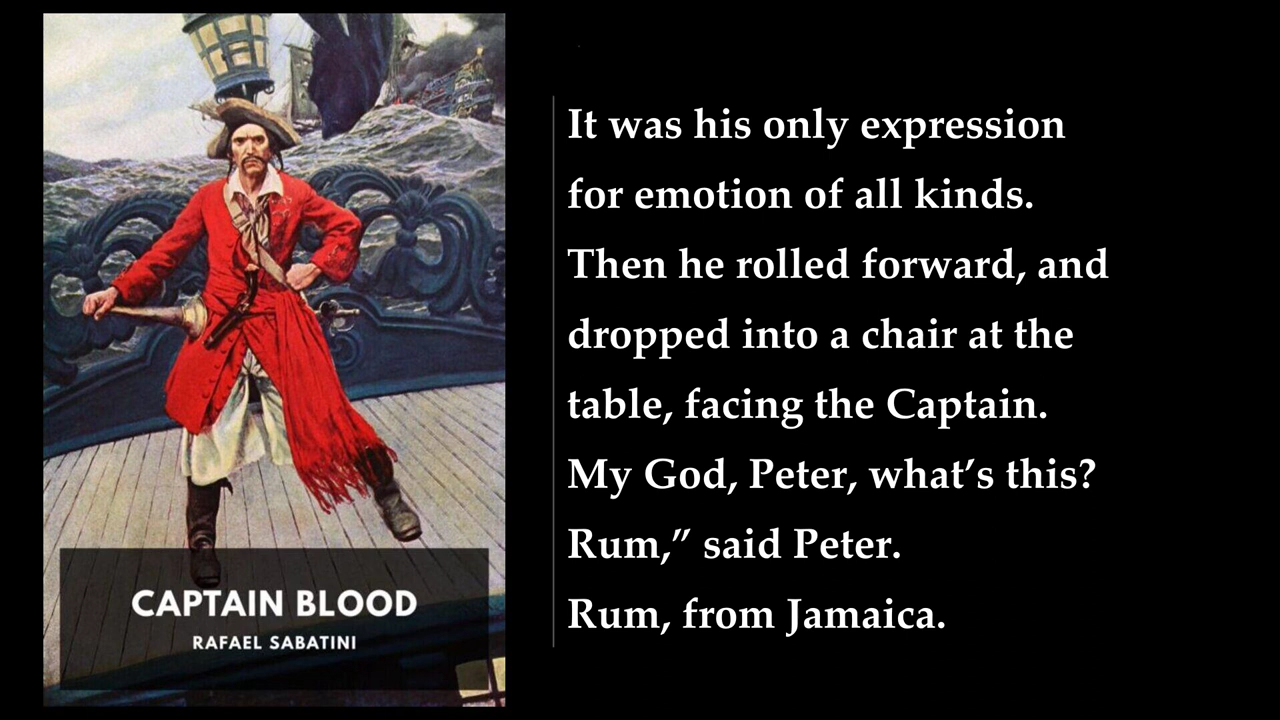 CAPTAIN BLOOD
RAFAEL SABATINI
It was his only expression
for emotion of all kinds.
Then he rolled forward, and
dropped into a chair at the
table, facing the Captain.
My God, Peter, what’s this?
Rum,” said Peter.
Rum, from Jamaica.